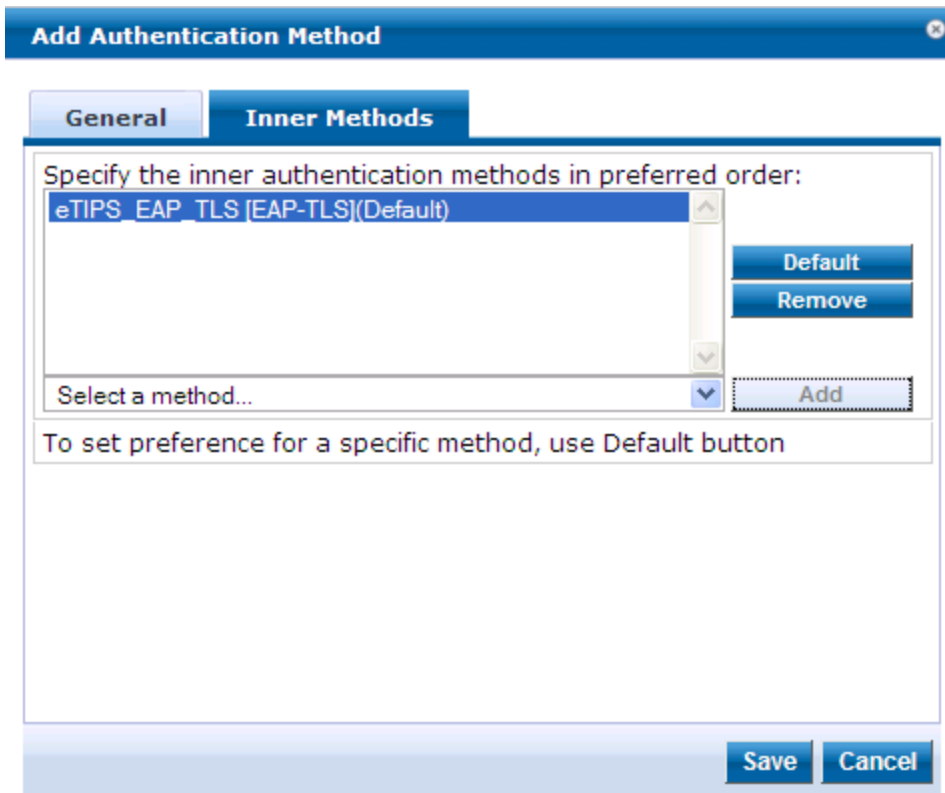 Add Authentication Method
General
Inner Methods
Specify the inner authentication methods in preferred order:
eTIPS_EAP_TLS [EAP-TLS](Default)
Default
Remove
Select a method...
Add
To set preference for a specific method, use Default button
Save
Cancel